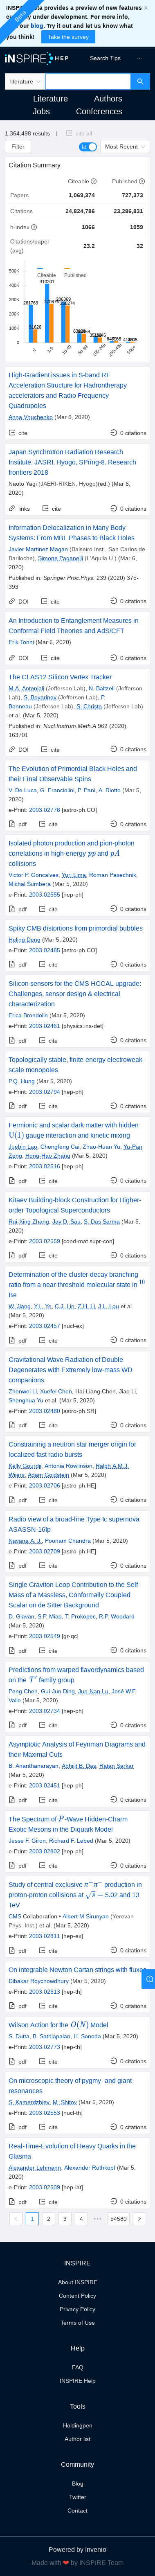 Beta
INSPIRE provides a preview of new features currently under development. For more info, visit our blog. Try it out and let us know what you think!
Take the survey
×
INSPIRE HEP
Search Tips
...
literature
Literature
Authors
Jobs
Conferences
1,364,498 results
cite all
Filter
Most Recent
Citation Summary
Citeable
Published
Papers
1,069,374
727,373
Citations
24,824,786
23,286,831
h-index
1066
1059
Citations/paper (avg)
23.2
32
Citeable
Published
500K
400K
300K
200K
100K
0
0
1-9
10-49
50-99
100-249
250-499
500+
High-Gradient issues in S-band RF Acceleration Structure for Hadrontherapy accelerators and Radio Frequency Quadrupoles
Anna Vnuchenko (Mar 6, 2020)
cite
0 citations
Japan Synchrotron Radiation Research Institute, JASRI, Hyogo, SPring-8. Research frontiers 2018
Naoto Yagi (JAERI-RIKEN, Hyogo)(ed.) (Mar 6, 2020)
links
cite
0 citations
Information Delocalization in Many Body Systems: From MBL Phases to Black Holes
Javier Martinez Magan (Balseiro Inst., San Carlos de Bariloche), Simone Paganelli (L'Aquila U.) (Mar 6, 2020)
Published in: Springer Proc.Phys. 239 (2020) 375-393
DOI
cite
0 citations
An Introduction to Entanglement Measures in Conformal Field Theories and AdS/CFT
Erik Tonni (Mar 6, 2020)
DOI
cite
0 citations
The CLAS12 Silicon Vertex Tracker
M.A. Antonioli (Jefferson Lab), N. Baltzell (Jefferson Lab), S. Boyarinov (Jefferson Lab), P. Bonneau (Jefferson Lab), S. Christo (Jefferson Lab) et al. (Mar 5, 2020)
Published in: Nucl.Instrum.Meth.A 962 (2020) 163701
DOI
cite
0 citations
The Evolution of Primordial Black Holes and their Final Observable Spins
V. De Luca, G. Franciolini, P. Pani, A. Riotto (Mar 5, 2020)
e-Print: 2003.02778 [astro-ph.CO]
pdf
cite
0 citations
Isolated photon production and pion-photon correlations in high-energy pp and pA collisions
Victor P. Goncalves, Yuri Lima, Roman Pasechnik, Michal Šumbera (Mar 5, 2020)
e-Print: 2003.02555 [hep-ph]
pdf
cite
0 citations
Spiky CMB distortions from primordial bubbles
Heling Deng (Mar 5, 2020)
e-Print: 2003.02485 [astro-ph.CO]
pdf
cite
0 citations
Silicon sensors for the CMS HGCAL upgrade: Challenges, sensor design & electrical characterization
Erica Brondolin (Mar 5, 2020)
e-Print: 2003.02461 [physics.ins-det]
pdf
cite
0 citations
Topologically stable, finite-energy electroweak-scale monopoles
P.Q. Hung (Mar 5, 2020)
e-Print: 2003.02794 [hep-ph]
pdf
cite
0 citations
Fermionic and scalar dark matter with hidden U(1) gauge interaction and kinetic mixing
Juebin Lao, Chengfeng Cai, Zhao-Huan Yu, Yu-Pan Zeng, Hong-Hao Zhang (Mar 5, 2020)
e-Print: 2003.02516 [hep-ph]
pdf
cite
0 citations
Kitaev Building-block Construction for Higher-order Topological Superconductors
Rui-Xing Zhang, Jay D. Sau, S. Das Sarma (Mar 5, 2020)
e-Print: 2003.02559 [cond-mat.supr-con]
pdf
cite
0 citations
Determination of the cluster-decay branching ratio from a near-threshold molecular state in ¹⁰Be
W. Jiang, Y.L. Ye, C.J. Lin, Z.H. Li, J.L. Lou et al. (Mar 5, 2020)
e-Print: 2003.02457 [nucl-ex]
pdf
cite
0 citations
Gravitational Wave Radiation of Double Degenerates with Extremely low-mass WD companions
Zhenwei Li, Xuefei Chen, Hai-Liang Chen, Jiao Li, Shenghua Yu et al. (Mar 5, 2020)
e-Print: 2003.02480 [astro-ph.SR]
pdf
cite
0 citations
Constraining a neutron star merger origin for localized fast radio bursts
Kelly Gourdji, Antonia Rowlinson, Ralph A.M.J. Wijers, Adam Goldstein (Mar 5, 2020)
e-Print: 2003.02706 [astro-ph.HE]
pdf
cite
0 citations
Radio view of a broad-line Type Ic supernova ASASSN-16fp
Nayana A. J., Poonam Chandra (Mar 5, 2020)
e-Print: 2003.02709 [astro-ph.HE]
pdf
cite
0 citations
Single Graviton Loop Contribution to the Self-Mass of a Massless, Conformally Coupled Scalar on de Sitter Background
D. Glavan, S.P. Miao, T. Prokopec, R.P. Woodard (Mar 5, 2020)
e-Print: 2003.02549 [gr-qc]
pdf
cite
0 citations
Predictions from warped flavordynamics based on the T′ family group
Peng Chen, Gui-Jun Ding, Jun-Nan Lu, José W.F. Valle (Mar 5, 2020)
e-Print: 2003.02734 [hep-ph]
pdf
cite
0 citations
Asymptotic Analysis of Feynman Diagrams and their Maximal Cuts
B. Ananthanarayan, Abhijit B. Das, Ratan Sarkar (Mar 5, 2020)
e-Print: 2003.02451 [hep-ph]
pdf
cite
0 citations
The Spectrum of P-Wave Hidden-Charm Exotic Mesons in the Diquark Model
Jesse F. Giron, Richard F. Lebed (Mar 5, 2020)
e-Print: 2003.02802 [hep-ph]
pdf
cite
0 citations
Study of central exclusive π⁺π⁻ production in proton-proton collisions at √s = 5.02 and 13 TeV
CMS Collaboration • Albert M Sirunyan (Yerevan Phys. Inst.) et al. (Mar 5, 2020)
e-Print: 2003.02811 [hep-ex]
pdf
cite
0 citations
On integrable Newton Cartan strings with fluxes
Dibakar Roychowdhury (Mar 5, 2020)
e-Print: 2003.02613 [hep-th]
pdf
cite
0 citations
Wilson Action for the O(N) Model
S. Dutta, B. Sathiapalan, H. Sonoda (Mar 5, 2020)
e-Print: 2003.02773 [hep-th]
pdf
cite
0 citations
On microscopic theory of pygmy- and giant resonances
S. Kamerdzhiev, M. Shitov (Mar 5, 2020)
e-Print: 2003.02553 [nucl-th]
pdf
cite
0 citations
Real-Time-Evolution of Heavy Quarks in the Glasma
Alexander Lehmann, Alexander Rothkopf (Mar 5, 2020)
e-Print: 2003.02509 [hep-lat]
pdf
cite
0 citations
1
2
3
4
•••
54580
INSPIRE
About INSPIRE
Content Policy
Privacy Policy
Terms of Use
Help
FAQ
INSPIRE Help
Tools
Holdingpen
Author list
Community
Blog
Twitter
Contact
Powered by Invenio
Made with ❤ by INSPIRE Team